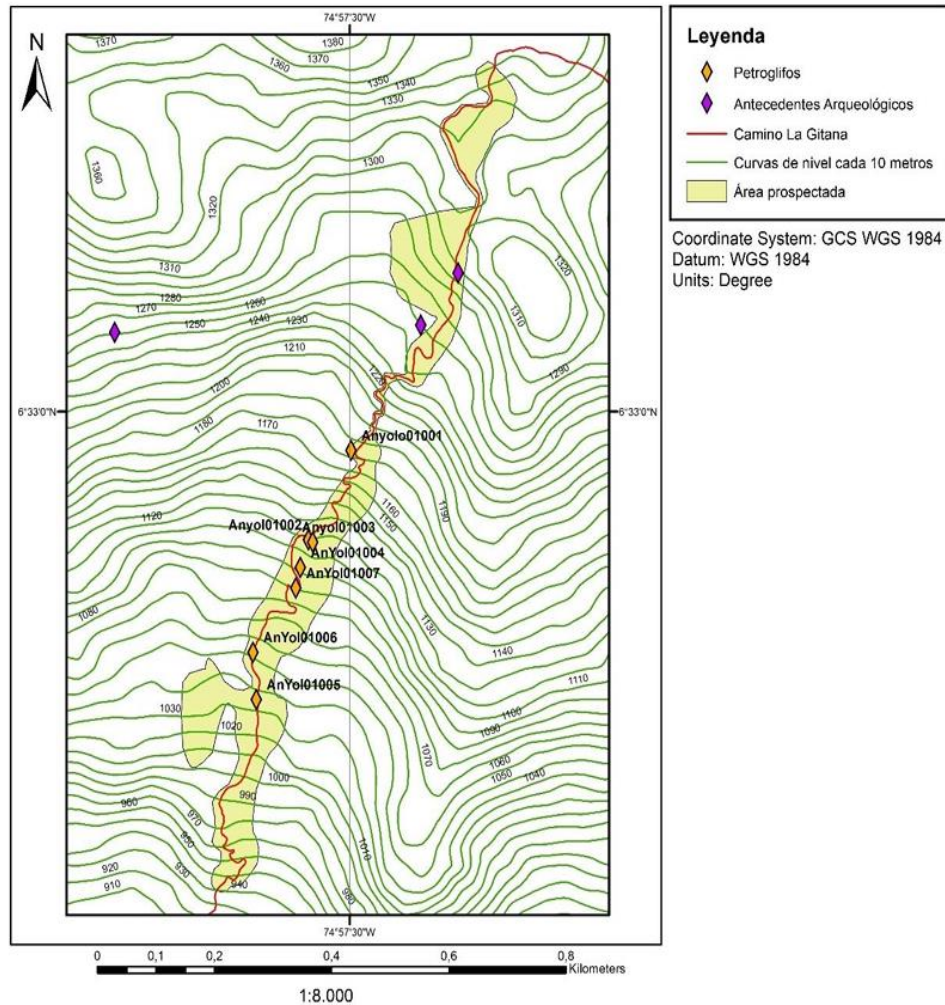 74°57'30"W
N
1370
1380
1370
1360
1350
1340
1330
1300
1360
1320
1310
1320
1280
1260
1270
1250
1240
1230
1310
1210
1220
1290
1200
6°33'0"N
6°33'0"N
1180
1170
Anyolo01001
1160
1190
1150
1120
Anyol01002
Anyol01003
AnYol01004
AnYol01007
1080
1130
AnYol01006
1140
1110
AnYol01005
1030
1020
1100
1090
1070
1060
1000
1050
1040
990
960
970
950
1010
920
930
910
940
980
74°57'30"W
0
0,1
0,2
0,4
0,6
0,8
Kilometers
1:8.000
Leyenda
Petroglifos
Antecedentes Arqueológicos
Camino La Gitana
Curvas de nivel cada 10 metros
Área prospectada
Coordinate System: GCS WGS 1984
Datum: WGS 1984
Units: Degree